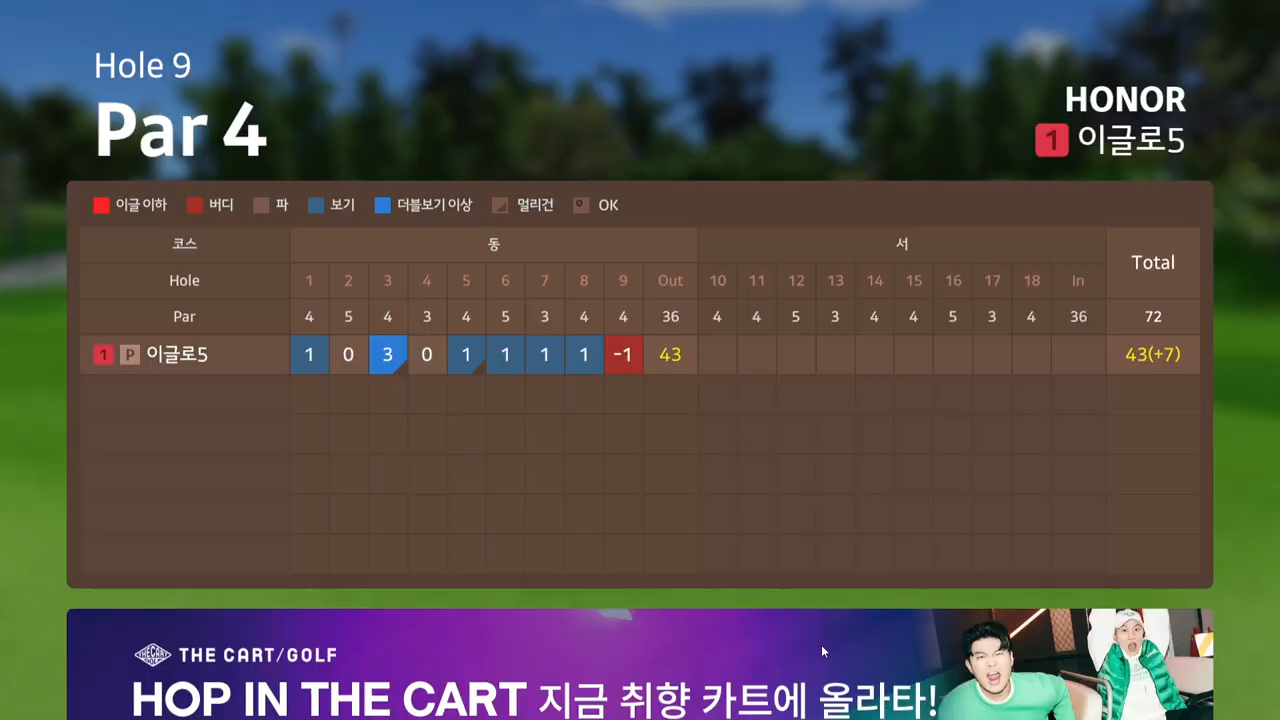 Hole 9
Par 4
HONOR
1 이글로5
이글 이하 버디 파 보기 더블보기 이상 멀리건 OK
코스 동 서 Total
Hole 1 2 3 4 5 6 7 8 9 Out 10 11 12 13 14 15 16 17 18 In
Par 4 5 4 3 4 5 3 4 4 36 4 4 5 3 4 4 5 3 4 36 72
1 P 이글로5 1 0 3 0 1 1 1 1 -1 43 43(+7)
THE CART/GOLF
HOP IN THE CART 지금 취향 카트에 올라타!